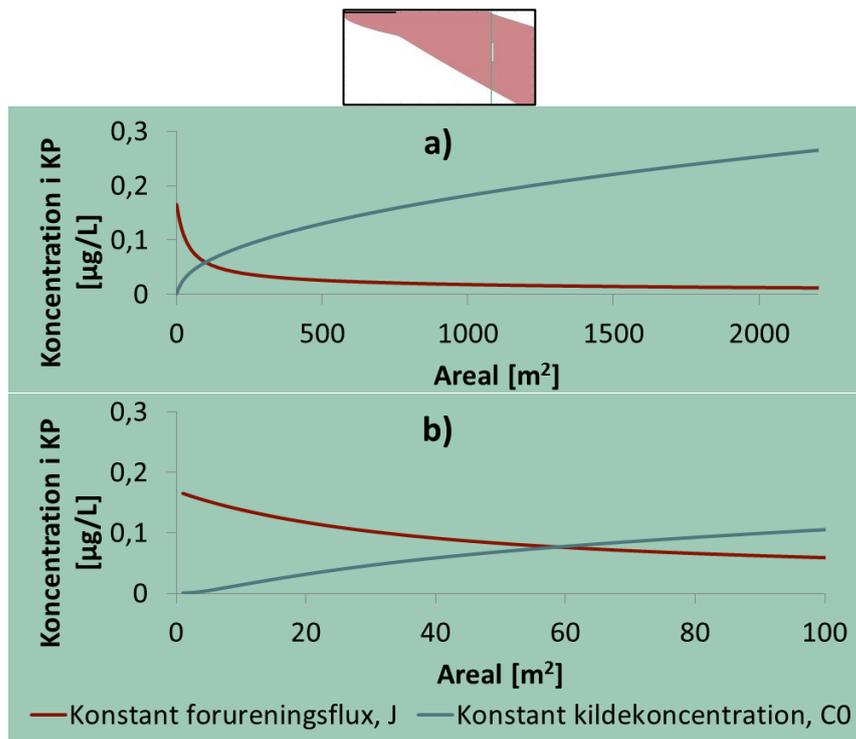 a)
Koncentration i KP
[µg/L]
0,3
0,2
0,1
0
0 500 1000 1500 2000
Areal [m²]
b)
Koncentration i KP
[µg/L]
0,3
0,2
0,1
0
0 20 40 60 80 100
Areal [m²]
Konstant forureningsflux, J Konstant kildekoncentration, C0